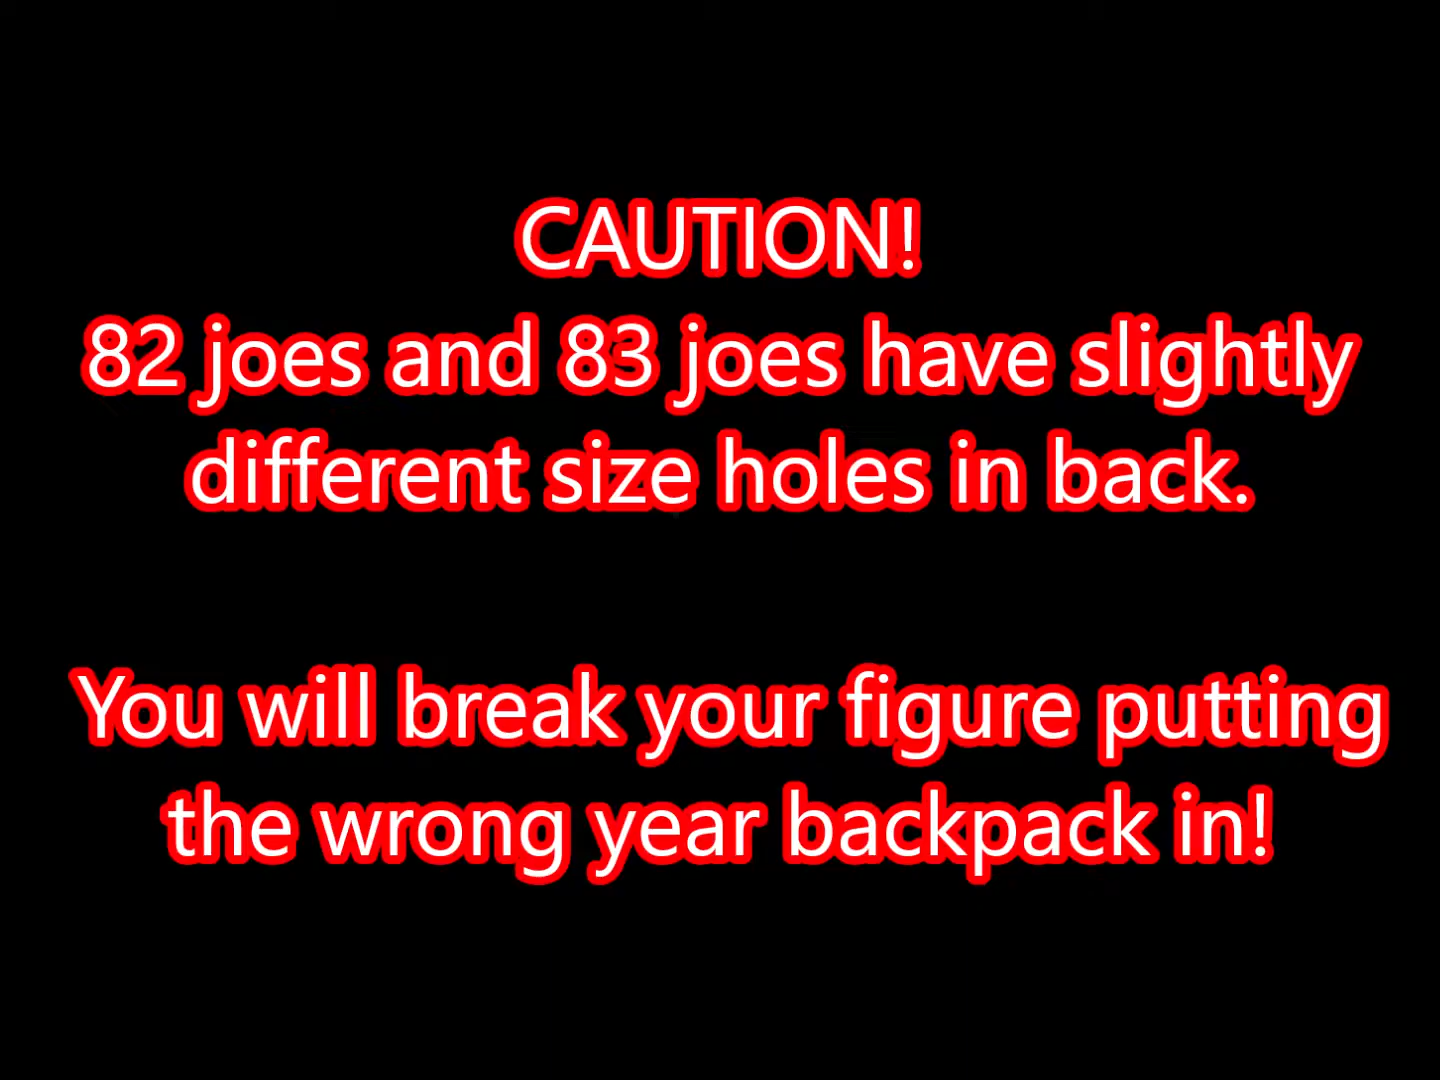 CAUTION!
82 joes and 83 joes have slightly
different size holes in back.
You will break your figure putting
the wrong year backpack in!